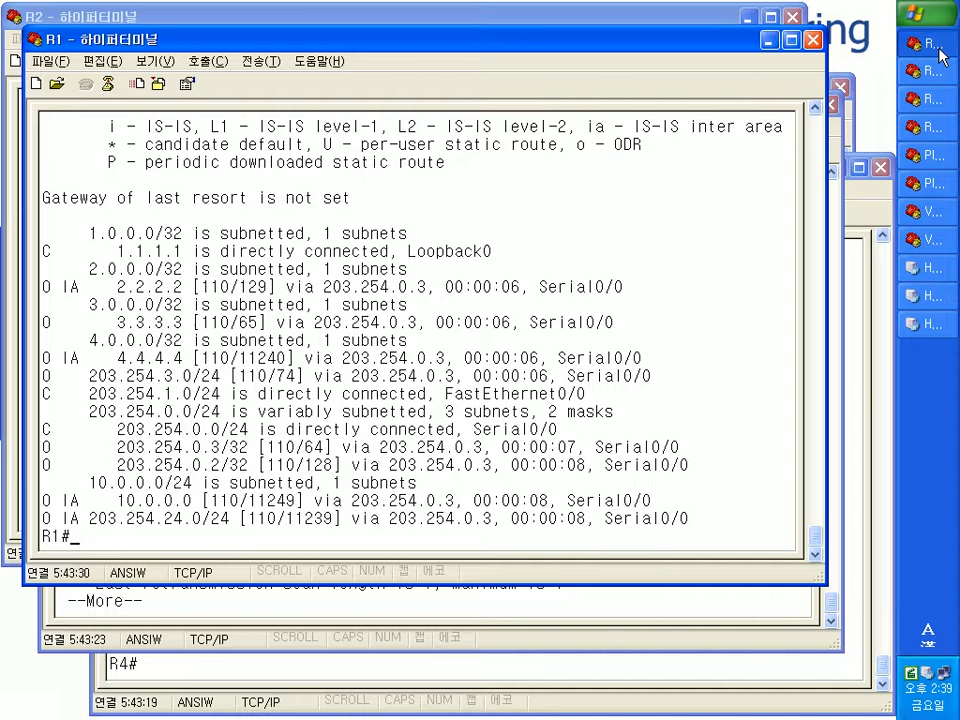 R2 - 하이퍼터미널
ring
R1 - 하이퍼터미널
파일(F) 편집(E) 보기(V) 호출(C) 전송(T) 도움말(H)
i - IS-IS, L1 - IS-IS level-1, L2 - IS-IS level-2, ia - IS-IS inter area
* - candidate default, U - per-user static route, o - ODR
P - periodic downloaded static route
Gateway of last resort is not set
1.0.0.0/32 is subnetted, 1 subnets
C 1.1.1.1 is directly connected, Loopback0
2.0.0.0/32 is subnetted, 1 subnets
O IA 2.2.2.2 [110/129] via 203.254.0.3, 00:00:06, Serial0/0
3.0.0.0/32 is subnetted, 1 subnets
O 3.3.3.3 [110/65] via 203.254.0.3, 00:00:06, Serial0/0
4.0.0.0/32 is subnetted, 1 subnets
O IA 4.4.4.4 [110/11240] via 203.254.0.3, 00:00:06, Serial0/0
O 203.254.3.0/24 [110/74] via 203.254.0.3, 00:00:06, Serial0/0
C 203.254.1.0/24 is directly connected, FastEthernet0/0
203.254.0.0/24 is variably subnetted, 3 subnets, 2 masks
C 203.254.0.0/24 is directly connected, Serial0/0
O 203.254.0.3/32 [110/64] via 203.254.0.3, 00:00:07, Serial0/0
O 203.254.0.2/32 [110/128] via 203.254.0.3, 00:00:08, Serial0/0
10.0.0.0/24 is subnetted, 1 subnets
O IA 10.0.0.0 [110/11249] via 203.254.0.3, 00:00:08, Serial0/0
O IA 203.254.24.0/24 [110/11239] via 203.254.0.3, 00:00:08, Serial0/0
R1#_
연결 5:43:30 ANSIW TCP/IP SCROLL CAPS NUM 캡 에코
--More--
연결 5:43:23 ANSIW TCP/IP SCROLL CAPS NUM 캡 에코
R4#
연결 5:43:19 ANSIW TCP/IP SCROLL CAPS NUM 캡 에코
R...
R...
R...
R...
PI...
PI...
V...
V...
H...
H...
H...
A
漢
오후 2:39
금요일